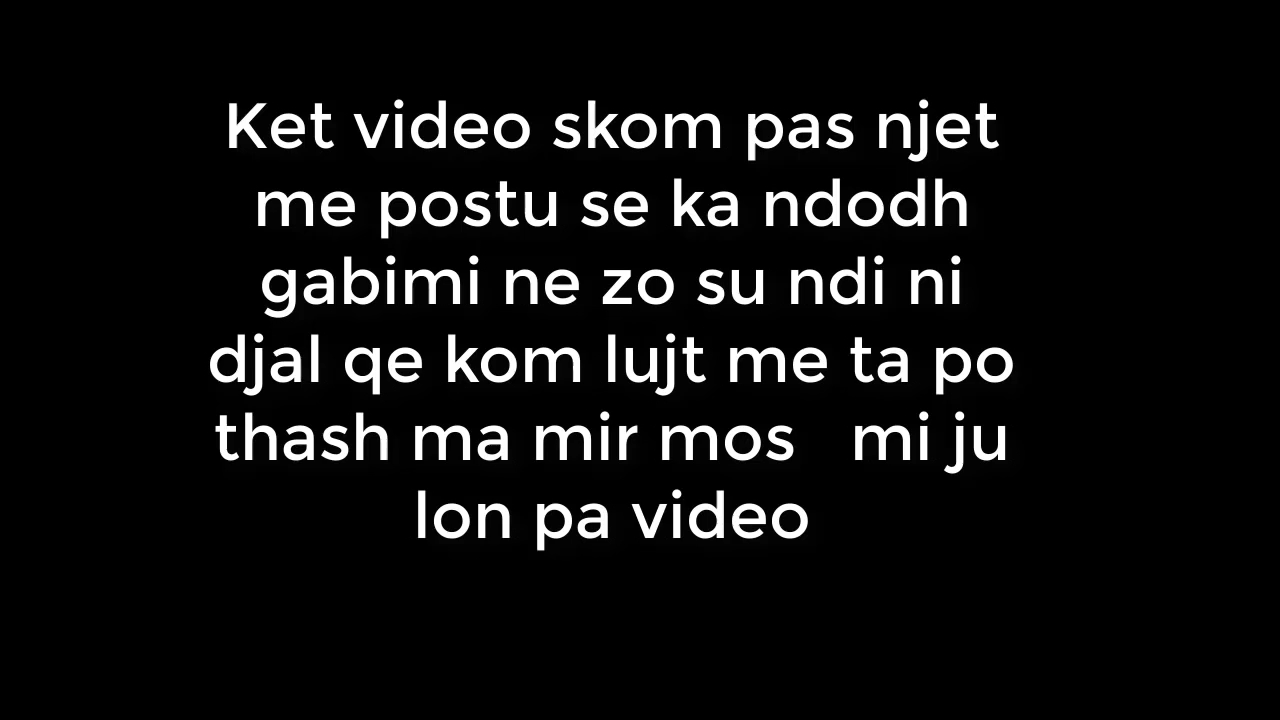 Ket video skom pas njet
me postu se ka ndodh
gabimi ne zo su ndi ni
djal qe kom lujt me ta po
thash ma mir mos   mi ju
lon pa video